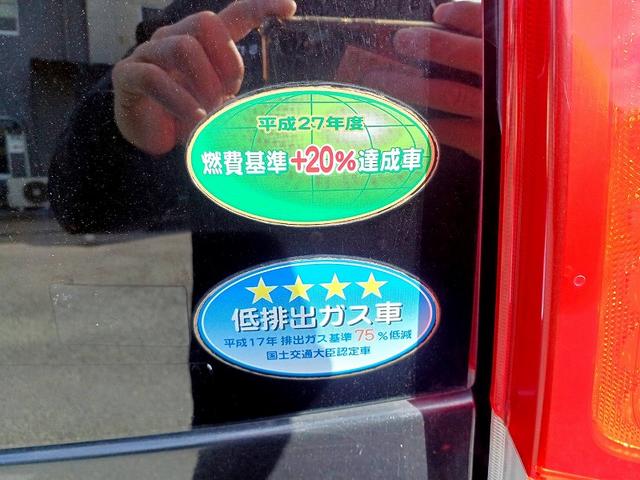 平成27年度
燃費基準+20%達成車
★★★★
低排出ガス車
平成17年 排出ガス基準 75%低減
国土交通大臣認定車